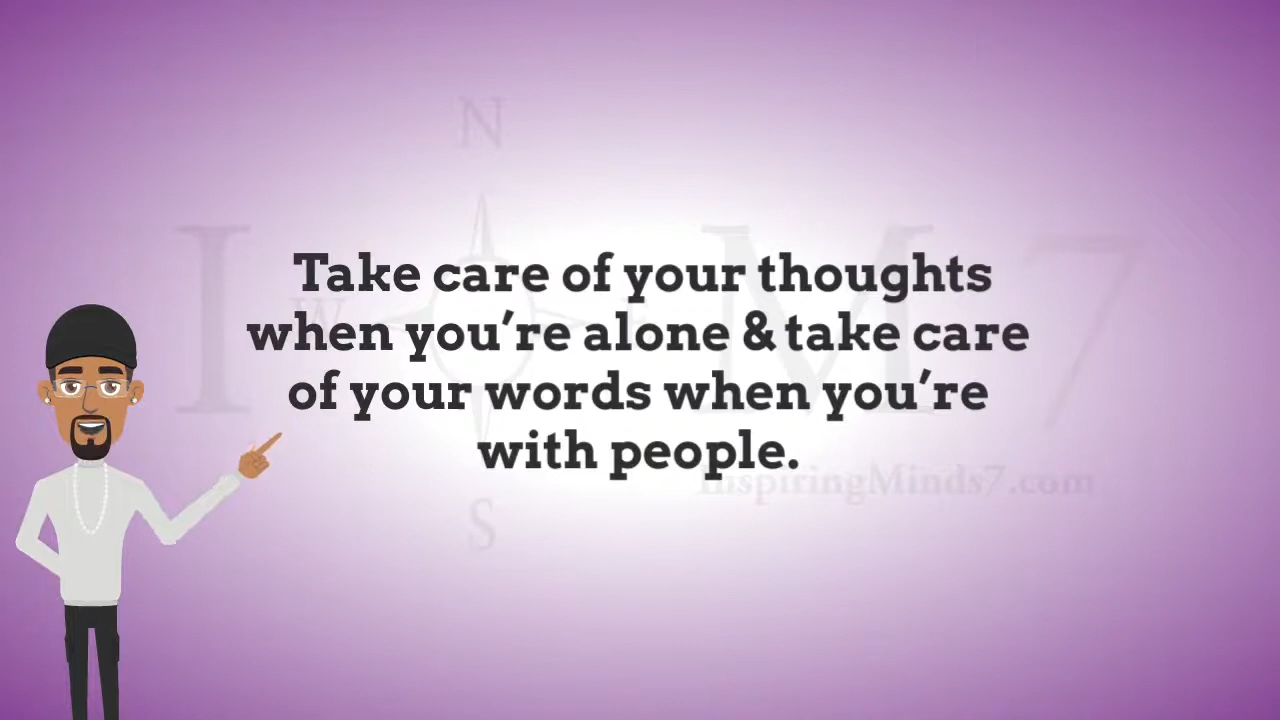 N
I W E M 7
Take care of your thoughts
when you’re alone & take care
of your words when you’re
with people.
InspiringMinds7.com
S